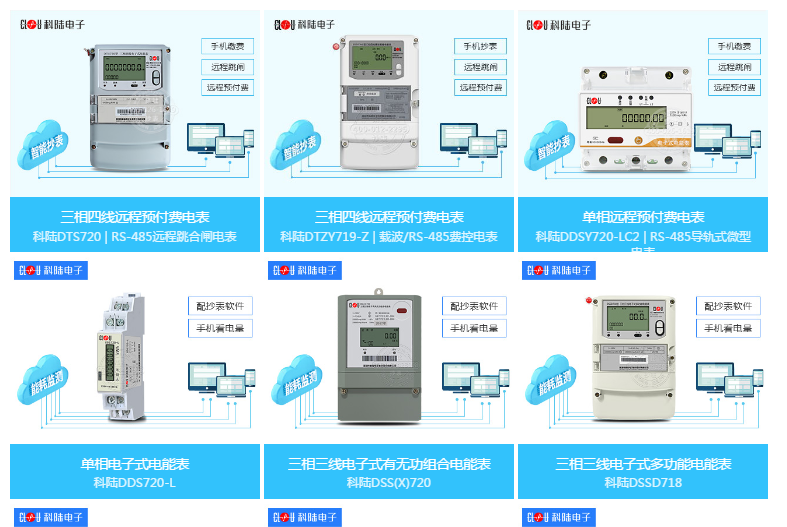 CLOU 科陆电子
手机缴费
远程跳闸
远程预付费
智能抄表
三相四线远程预付费电表
科陆DTS720 | RS-485远程跳合闸电表
CLOU 科陆电子
手机抄表
远程跳闸
远程预付费
智能抄表
三相四线远程预付费电表
科陆DTZY719-Z | 载波/RS-485费控电表
CLOU 科陆电子
手机缴费
远程跳闸
远程预付费
CLOU
00000.00
智能抄表
单相远程预付费电表
科陆DDSY720-LC2 | RS-485导轨式微型
电表
CLOU 科陆电子
配抄表软件
手机看电量
能耗监测
单相电子式电能表
科陆DDS720-L
CLOU 科陆电子
配抄表软件
手机看电量
能耗监测
三相三线电子式有无功组合电能表
科陆DSS(X)720
CLOU 科陆电子
配抄表软件
手机看电量
能耗监测
三相三线电子式多功能电能表
科陆DSSD718
CLOU 科陆电子
CLOU 科陆电子
CLOU 科陆电子